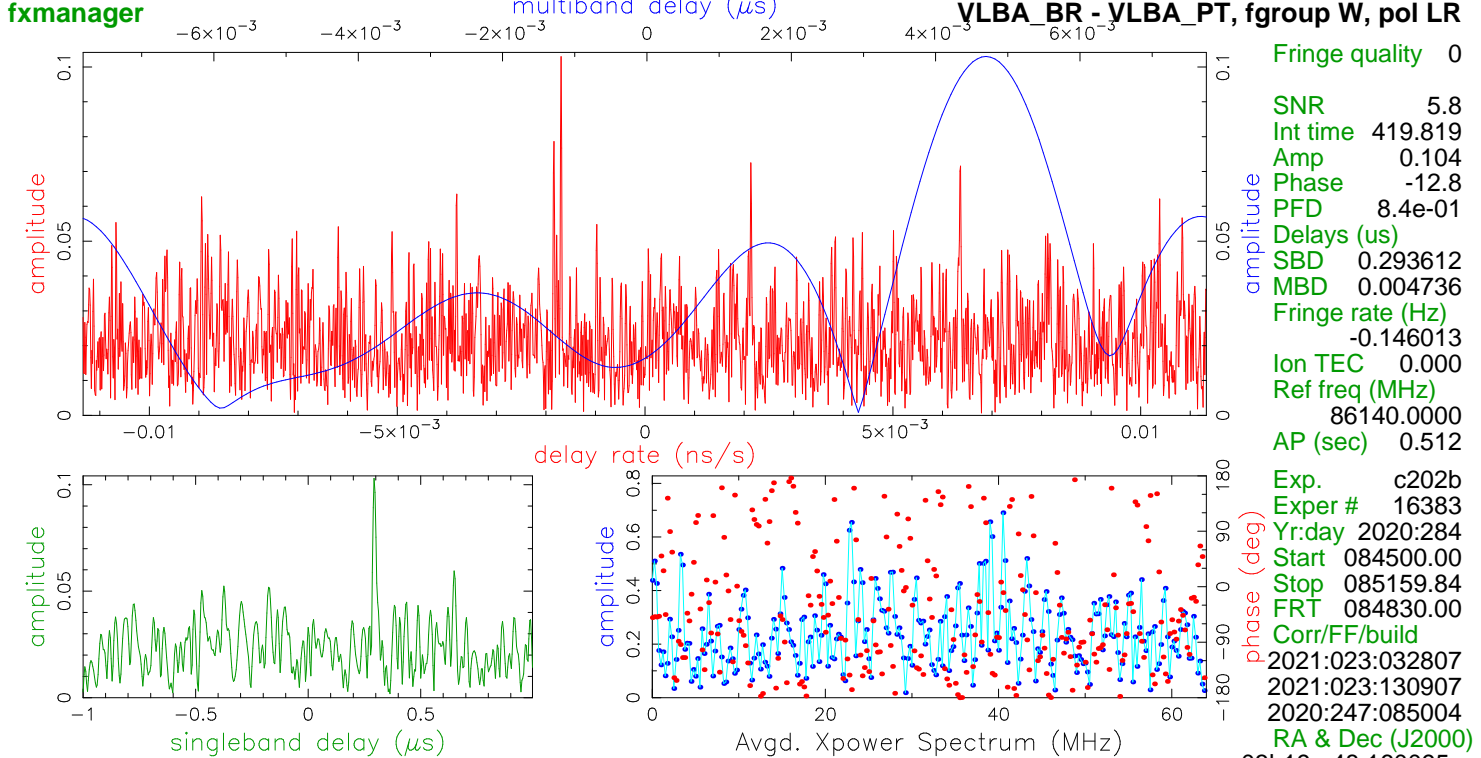 fxmanager
multiband delay (μs)
VLBA_BR - VLBA_PT, fgroup W, pol LR
−6×10⁻³ −4×10⁻³ −2×10⁻³ 0 2×10⁻³ 4×10⁻³ 6×10⁻³
0.1
0.05
0
amplitude
0.1
0.05
0
amplitude
−0.01 −5×10⁻³ 0 5×10⁻³ 0.01
delay rate (ns/s)
0.1
0.05
0
amplitude
−1 −0.5 0 0.5
singleband delay (μs)
0.8
0.6
0.4
0.2
0
amplitude
180
90
0
−90
−180
phase (deg)
0 20 40 60
Avgd. Xpower Spectrum (MHz)
Fringe quality 0
SNR 5.8
Int time 419.819
Amp 0.104
Phase -12.8
PFD 8.4e-01
Delays (us)
SBD 0.293612
MBD 0.004736
Fringe rate (Hz)
-0.146013
Ion TEC 0.000
Ref freq (MHz)
86140.0000
AP (sec) 0.512
Exp. c202b
Exper # 16383
Yr:day 2020:284
Start 084500.00
Stop 085159.84
FRT 084830.00
Corr/FF/build
2021:023:032807
2021:023:130907
2020:247:085004
RA & Dec (J2000)